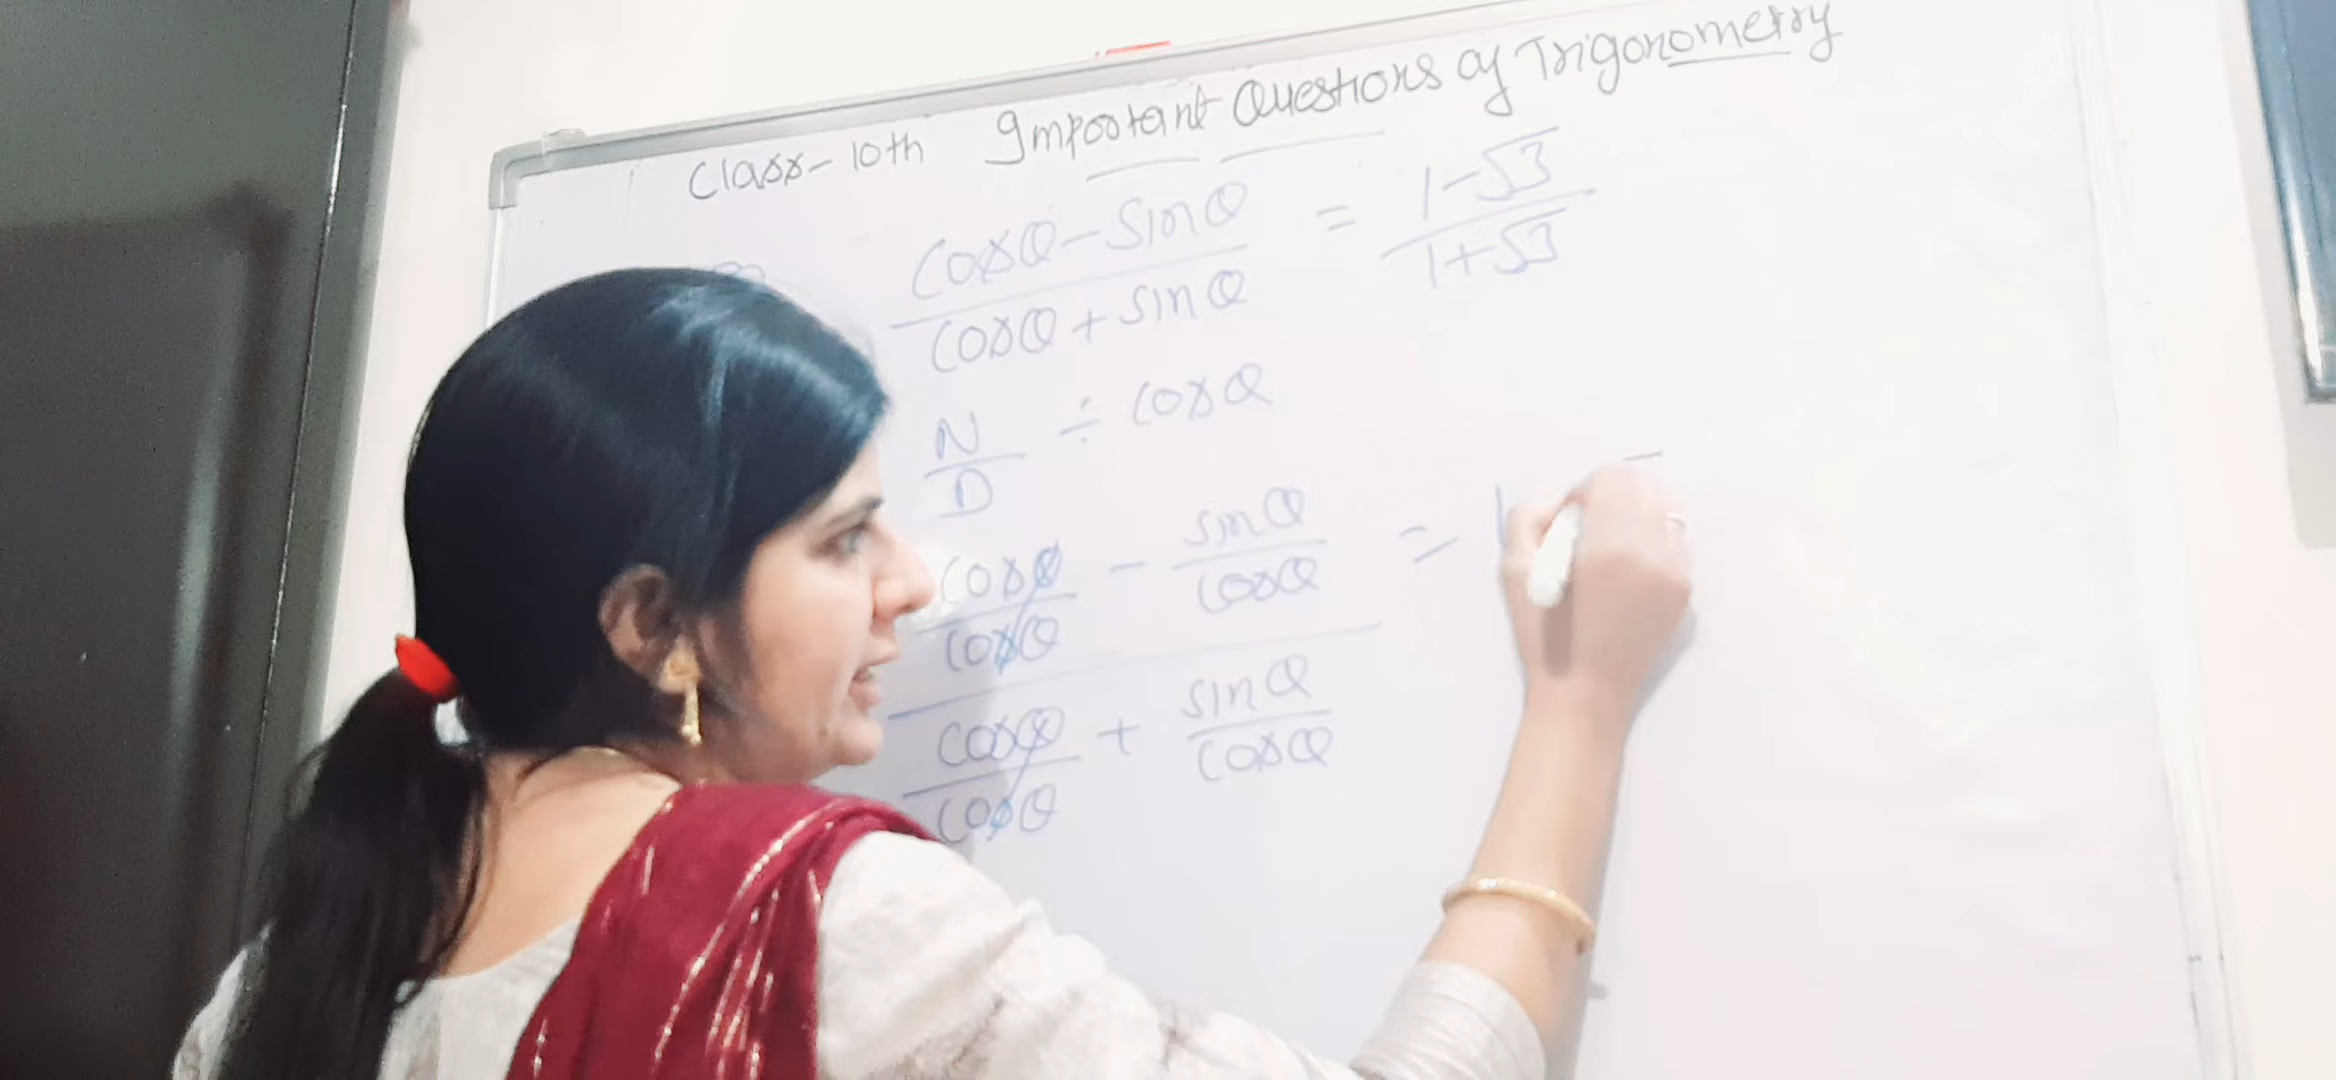 Class-10th Important Questions of Trigonometry
cosθ-sinθ / cosθ+sinθ = 1-√3 / 1+√3
N/D ÷ cosθ
cosθ/cosθ - sinθ/cosθ = 1
cosθ/cosθ + sinθ/cosθ